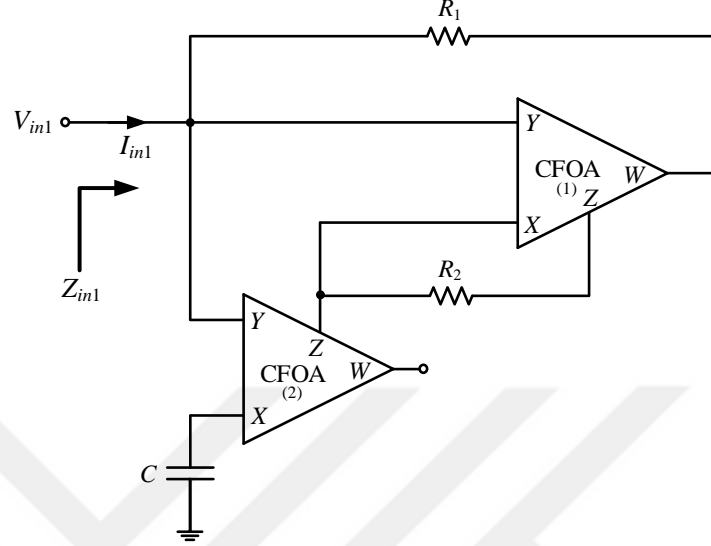 R1
Vin1
Iin1
Y
CFOA
(1)
W
Z
X
Zin1
R2
Y
Z
CFOA
(2)
W
X
C